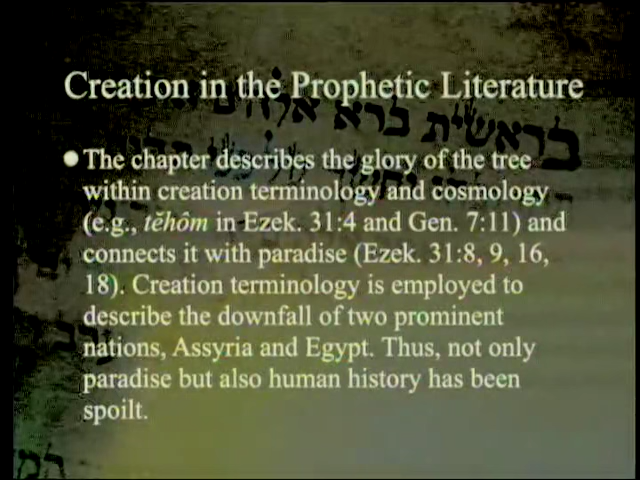 Creation in the Prophetic Literature
בראשית ברא אלהים
● The chapter describes the glory of the tree
within creation terminology and cosmology
(e.g., tĕhôm in Ezek. 31:4 and Gen. 7:11) and
connects it with paradise (Ezek. 31:8, 9, 16,
18). Creation terminology is employed to
describe the downfall of two prominent
nations, Assyria and Egypt. Thus, not only
paradise but also human history has been
spoilt.